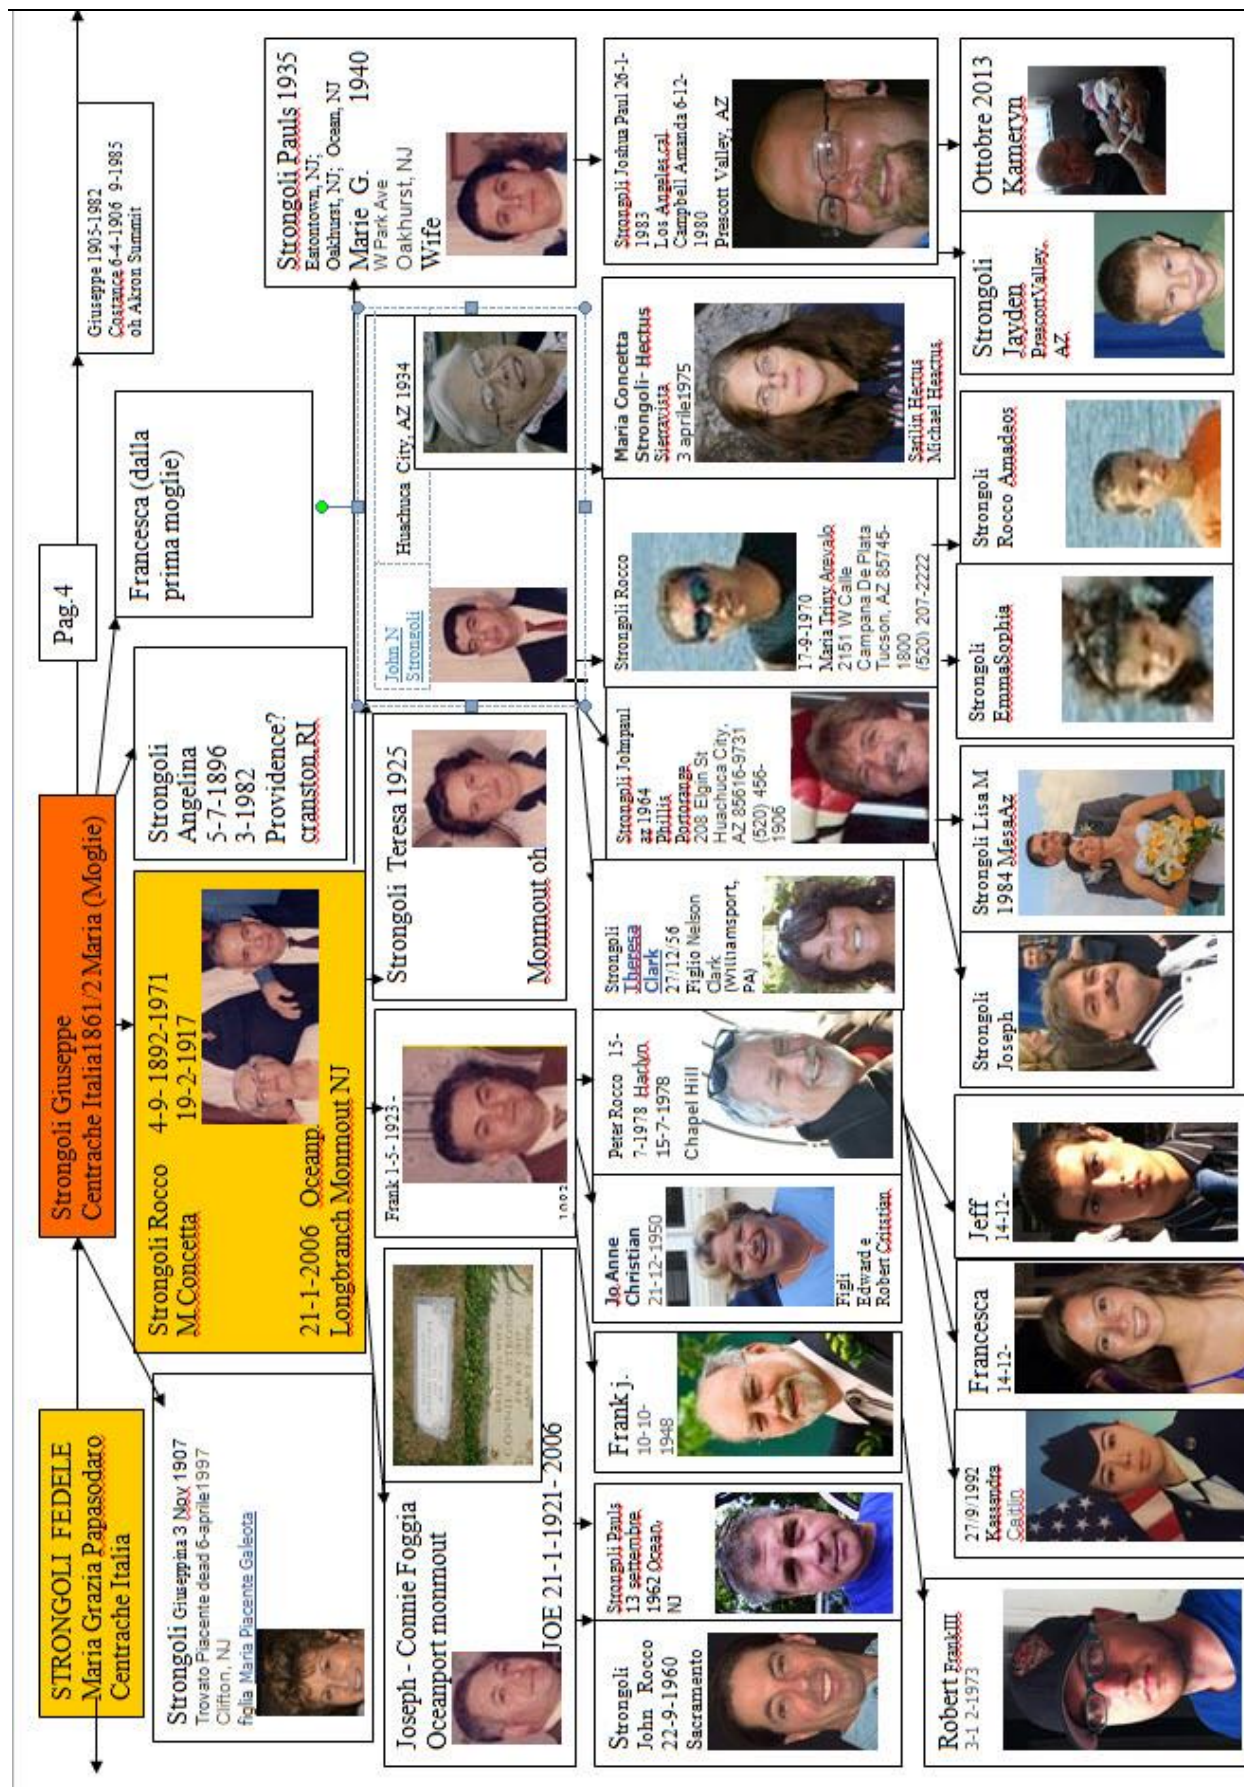 STRONGOLI FEDELE
Maria Grazia Papasodaro
Centrache Italia
Strongoli Giuseppe
Centrache Italia1861/2 Maria (Moglie)
Pag.4
Giuseppe 1905-1982
Costance 6-4-1906 9-1985
oh Akron Summit
Strongoli Giuseppina 3 Nov 1907
Trovato Piacente dead 6-aprile1997
Clifton, NJ
figlia Maria Piacente Galeota
Strongoli Rocco 4-9-1892-1971
M.Concetta 19-2-1917
21-1-2006 Oceanp
Longbranch Monmout NJ
Strongoli
Angelina
5-7-1896
3-1982
Providence?
cranston.RI
Francesca (dalla
prima moglie)
Strongoli Pauls 1935
Eatontown, NJ;
Oakhurst, NJ; Ocean, NJ
Marie G. 1940
W Park Ave
Oakhurst, NJ
Wife
Joseph - Connie Foggia
Oceanport monmout
JOE 21-1-1921- 2006
Frank 1-5-1923-
Strongoli Teresa 1925
Monmout oh
John N
Strongoli
Huachuca City, AZ 1934
Strongoli
John Rocco
22-9-1960
Sacramento
Strongoli Pauls
13 settembre
1962 Ocean,
NJ
Frank j.
10-10-
1948
Jo Anne
Christian
21-12-1950
Figli
Edward e
Robert Cristian
Peter Rocco 15-
7-1978 Harlyn
15-7-1978
Chapel Hill
Strongoli
Theresa
Clark
27/12/56
Figlio Nelson
Clark
(Williamsport,
PA)
Strongoli Johnpaul
az 1964
Phillis
Portorange
208 Elgin St
Huachuca City,
AZ 85616-9731
(520) 456-
1906
Strongoli Rocco
17-9-1970
Maria Triny Arevalo
2151 W Calle
Campana De Plata
Tucson, AZ 85745-
1800
(520) 207-2222
Maria Concetta
Strongoli- Hectus
Sierravista
3 aprile1975
Sarilin Hectus
Michael Heactus
Strongoli Joshua Paul 26-1-
1983
Los Angeles.cal
Campbell Amanda 6-12-
1980
Prescott Valley, AZ
Robert FrankIII
3-1 2-1973
27/9/1992
Kassandra
Caitlin
Francesca
14-12-
Jeff
14-12-
Strongoli
Joseph
Strongoli Lisa M
1984 MesaAz
Strongoli
EmmaSophia
Strongoli
Rocco Amadeos
Strongoli
Jayden
PrescottValley,
AZ.
Ottobre 2013
Kameryn